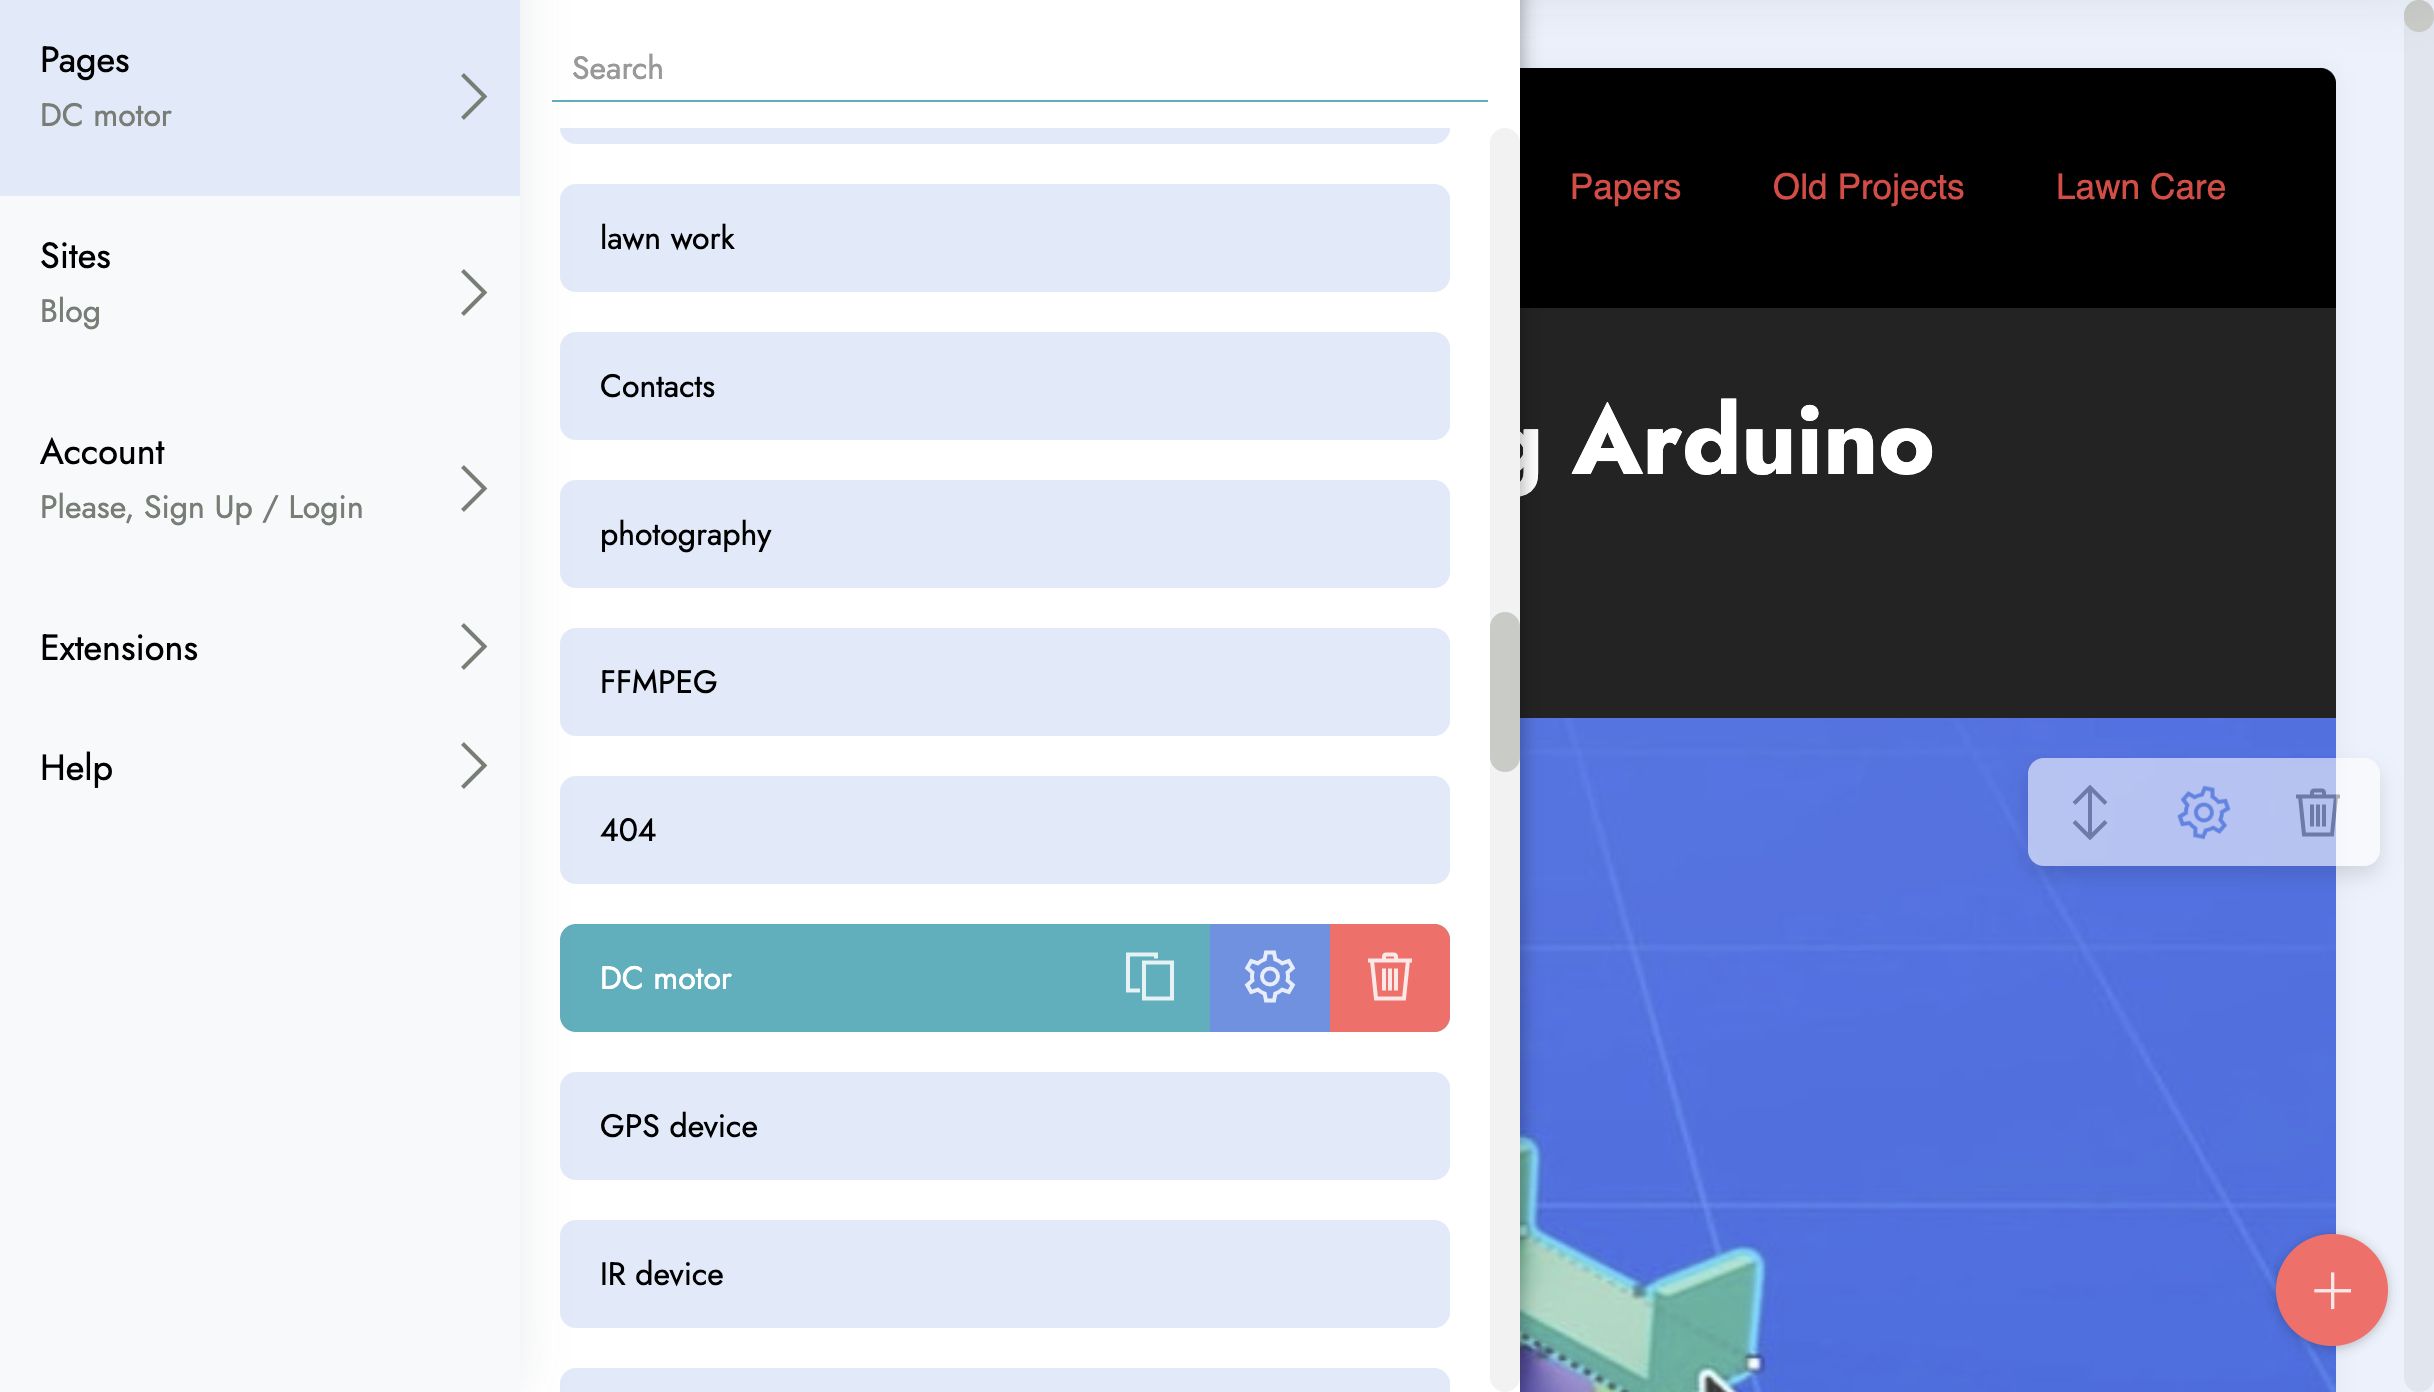 Pages
DC motor
Sites
Blog
Account
Please, Sign Up / Login
Extensions
Help
Search
lawn work
Contacts
photography
FFMPEG
404
DC motor
GPS device
IR device
Papers Old Projects Lawn Care
g Arduino